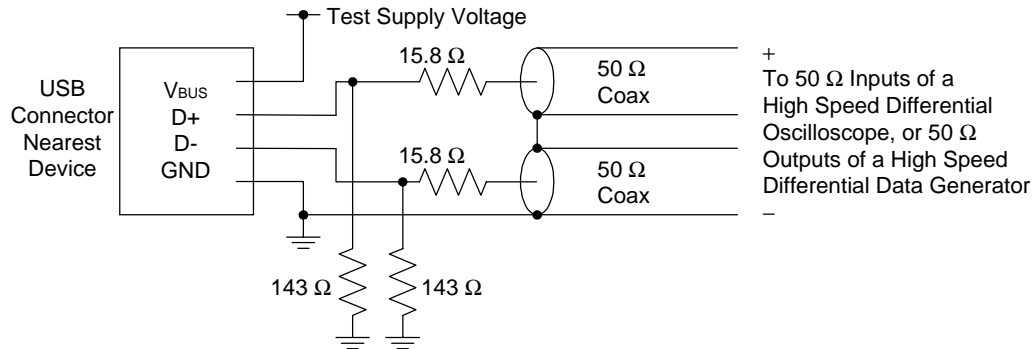 Test Supply Voltage
USB
Connector
Nearest
Device
VBUS
D+
D-
GND
15.8 Ω
50 Ω
Coax
15.8 Ω
50 Ω
Coax
143 Ω
143 Ω
+
To 50 Ω Inputs of a
High Speed Differential
Oscilloscope, or 50 Ω
Outputs of a High Speed
Differential Data Generator
−